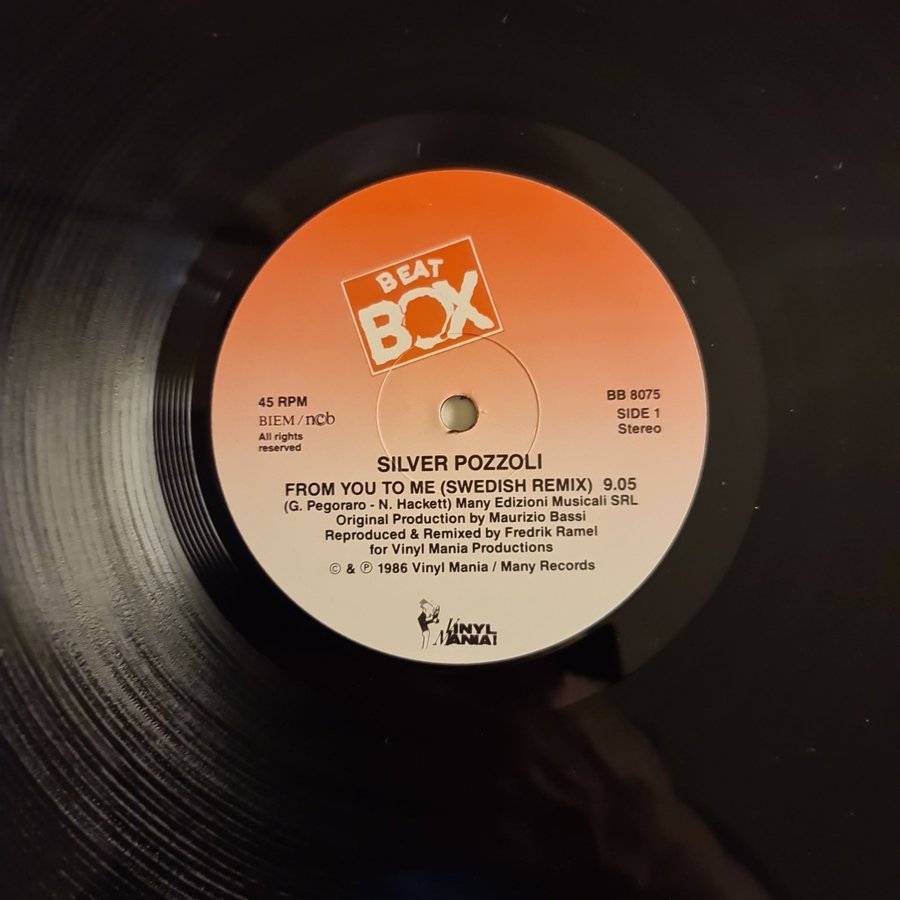 BEAT
BOX
45 RPM
BIEM/ncb
All rights
reserved
BB 8075
SIDE 1
Stereo
SILVER POZZOLI
FROM YOU TO ME (SWEDISH REMIX) 9.05
(G. Pegoraro - N. Hackett) Many Edizioni Musicali SRL
Original Production by Maurizio Bassi
Reproduced & Remixed by Fredrik Ramel
for Vinyl Mania Productions
© & ℗ 1986 Vinyl Mania / Many Records
VINYL
MANIA!